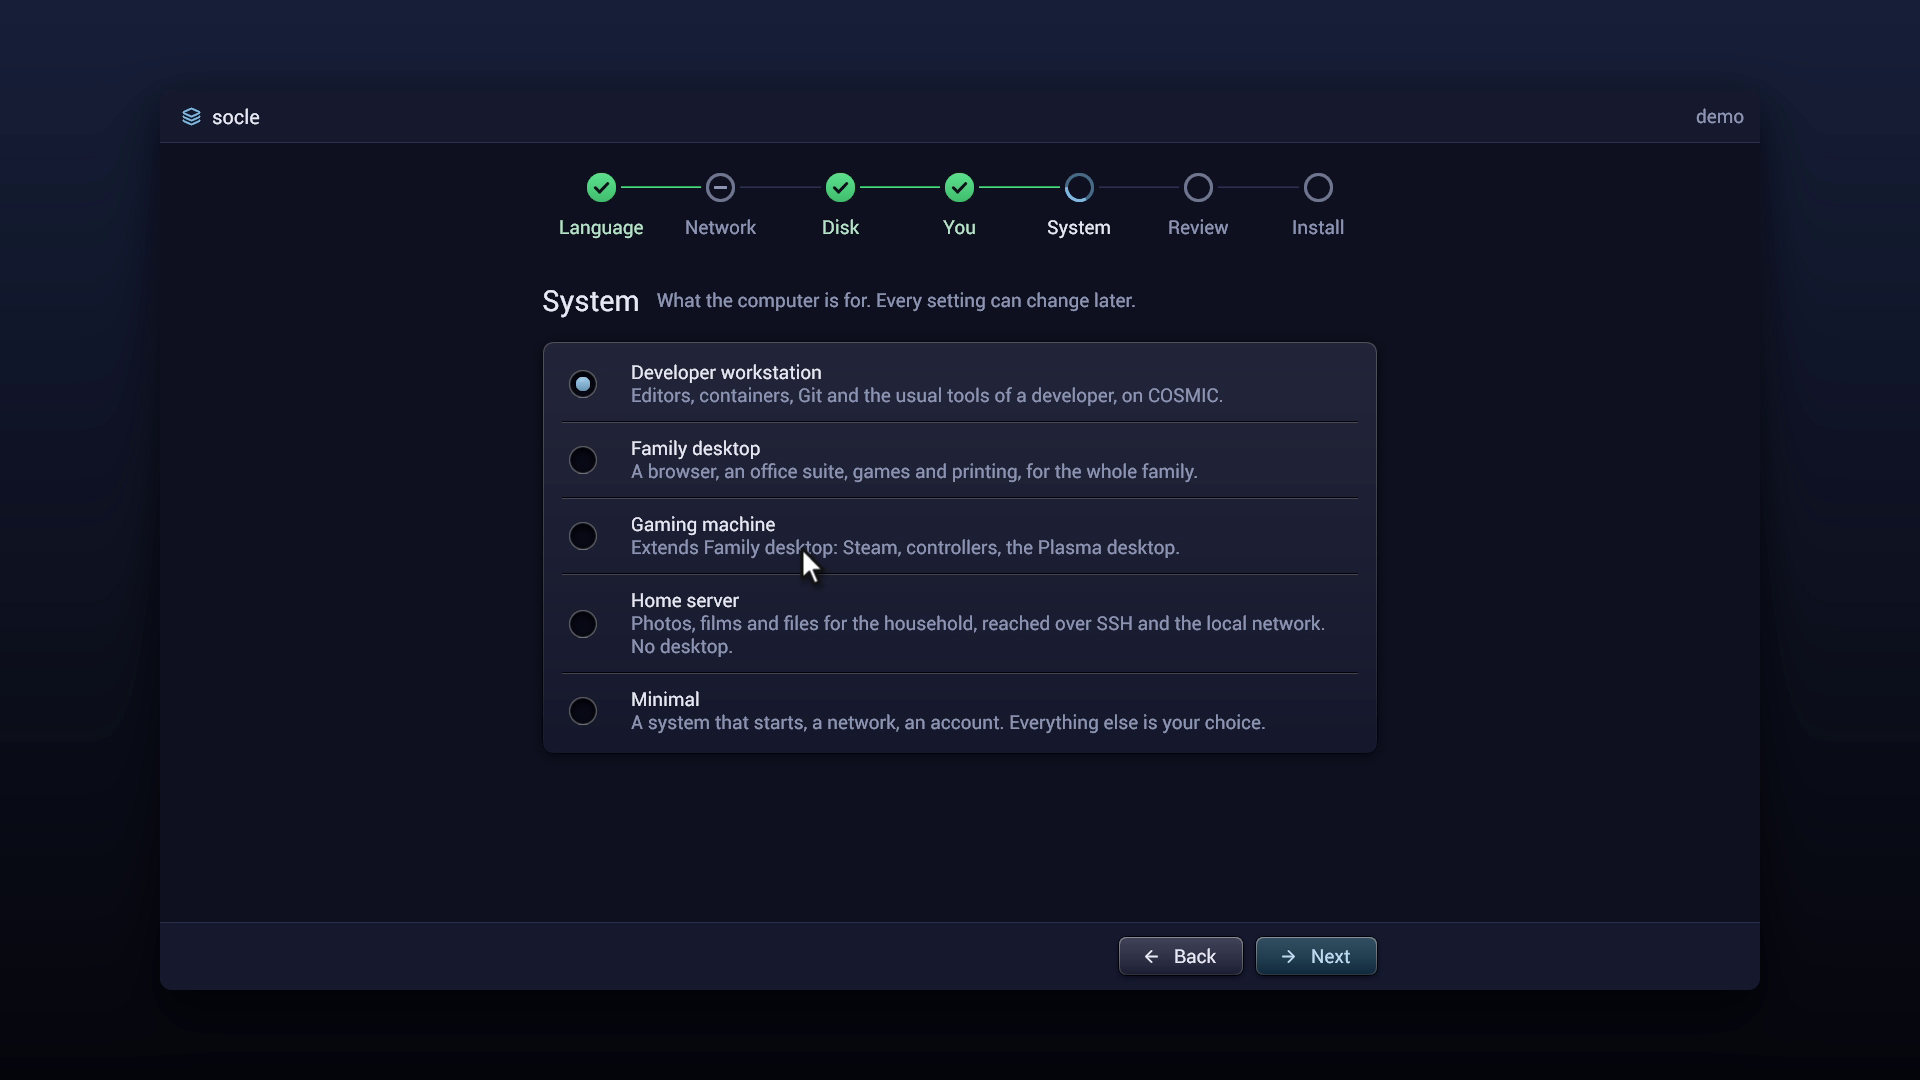 socle
demo
Language
Network
Disk
You
System
Review
Install
System
What the computer is for. Every setting can change later.
Developer workstation
Editors, containers, Git and the usual tools of a developer, on COSMIC.
Family desktop
A browser, an office suite, games and printing, for the whole family.
Gaming machine
Extends Family desktop: Steam, controllers, the Plasma desktop.
Home server
Photos, films and files for the household, reached over SSH and the local network.
No desktop.
Minimal
A system that starts, a network, an account. Everything else is your choice.
Back
Next